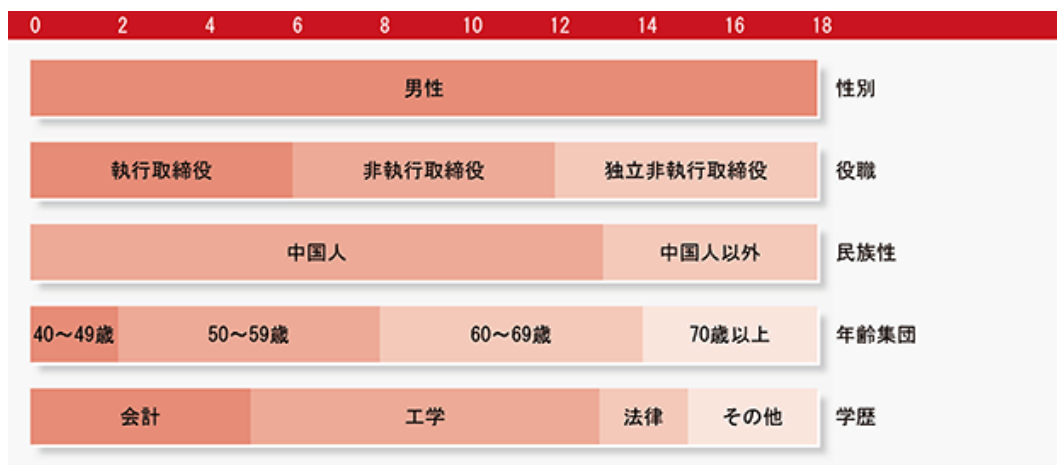 0 2 4 6 8 10 12 14 16 18
男性 性別
執行取締役 非執行取締役 独立非執行取締役 役職
中国人 中国人以外 民族性
40～49歳 50～59歳 60～69歳 70歳以上 年齢集団
会計 工学 法律 その他 学歴